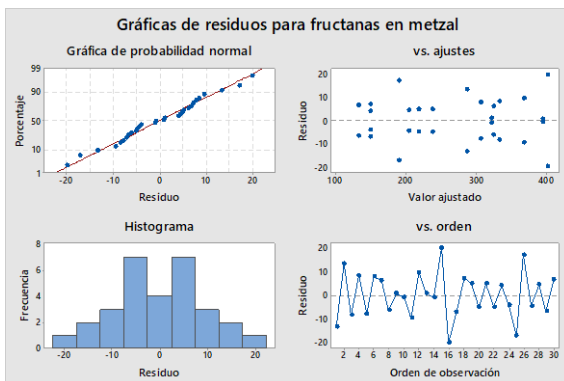 Gráficas de residuos para fructanas en metzal
Gráfica de probabilidad normal
99
90
50
10
1
Porcentaje
-20 -10 0 10 20
Residuo
vs. ajustes
20
10
0
-10
-20
Residuo
100 200 300 400
Valor ajustado
Histograma
8
6
4
2
0
Frecuencia
-20 -10 0 10 20
Residuo
vs. orden
20
10
0
-10
-20
Residuo
2 4 6 8 10 12 14 16 18 20 22 24 26 28 30
Orden de observación